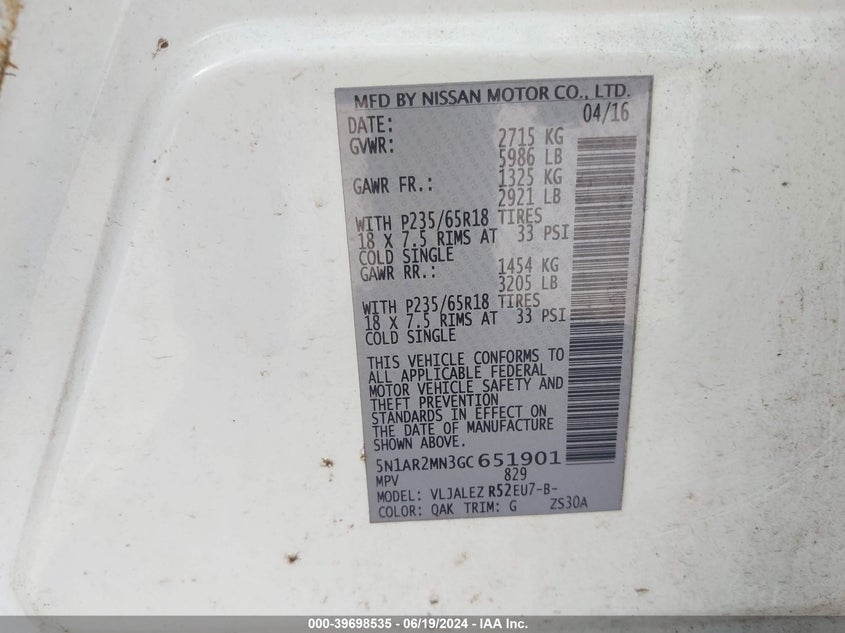 MFD BY NISSAN MOTOR CO., LTD.
DATE: 04/16
GVWR: 2715 KG
5986 LB
GAWR FR.: 1325 KG
2921 LB
WITH P235/65R18 TIRES
18 X 7.5 RIMS AT 33 PSI
COLD SINGLE
GAWR RR.: 1454 KG
3205 LB
WITH P235/65R18 TIRES
18 X 7.5 RIMS AT 33 PSI
COLD SINGLE
THIS VEHICLE CONFORMS TO
ALL APPLICABLE FEDERAL
MOTOR VEHICLE SAFETY AND
THEFT PREVENTION
STANDARDS IN EFFECT ON
THE DATE OF MANUFACTURE
SHOWN ABOVE.
5N1AR2MN3GC651901
MPV 829
MODEL: VLJALEZ R52EU7-B-
COLOR: QAK TRIM: G ZS30A
000-39698535 - 06/19/2024 - IAA Inc.